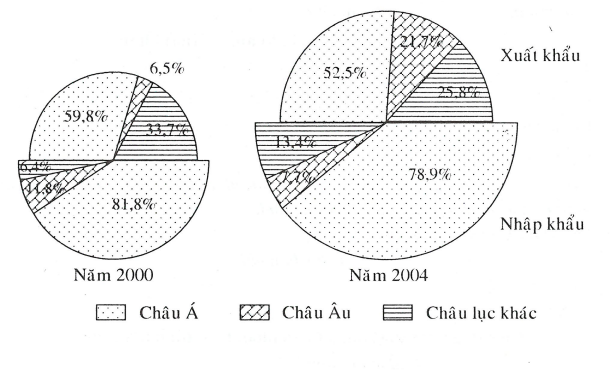 6,5%
59,8%
33,7%
6,4%
11,8%
81,8%
Năm 2000
21,7%
52,5%
25,8%
13,4%
7,7%
78,9%
Năm 2004
Xuất khẩu
Nhập khẩu
Châu Á
Châu Âu
Châu lục khác